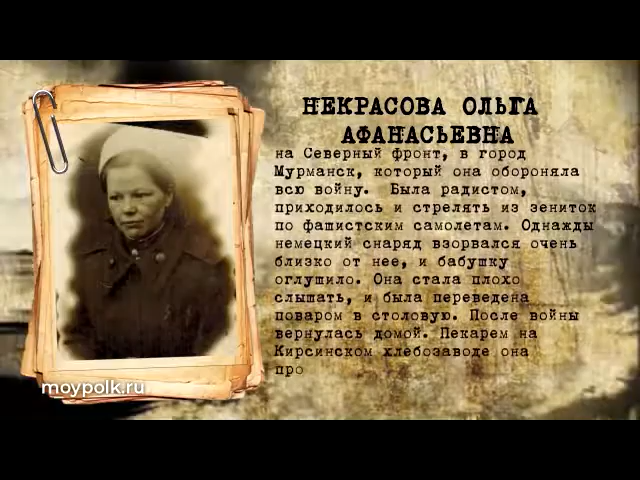 НЕКРАСОВА ОЛЬГА
АФАНАСЬЕВНА
на Северный фронт, в город
Мурманск, который она обороняла
всю войну. Была радистом,
приходилось и стрелять из зениток
по фашистским самолетам. Однажды
немецкий снаряд взорвался очень
близко от нее, и бабушку
оглушило. Она стала плохо
слышать, и была переведена
поваром в столовую. После войны
вернулась домой. Пекарем на
Кирсинском хлебозаводе она
про
moypolk.ru